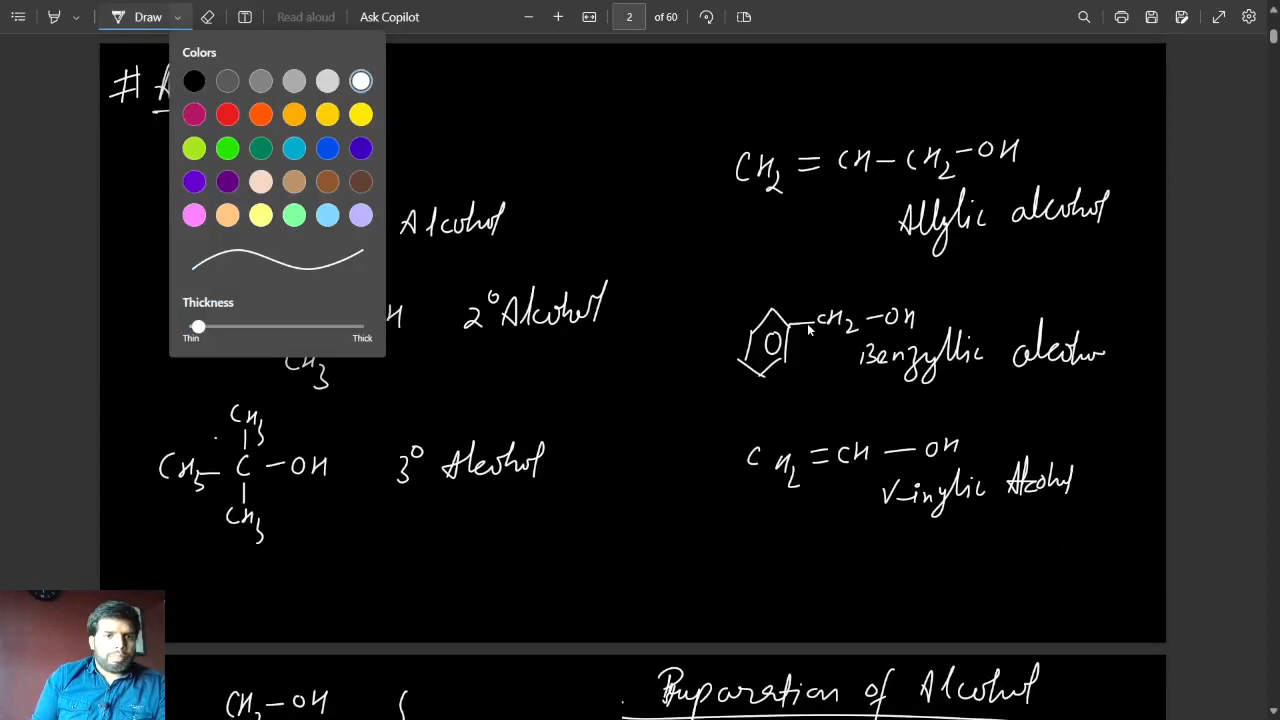 Draw
Read aloud
Ask Copilot
2
of 60
Colors
Thickness
Thin
Thick
#
Alcohol
H 2° Alcohol
CH3
CH3
CH3 - C - OH 3° Alcohol
CH3
CH2 = CH - CH2 - OH
Allylic alcohol
CH2 - OH
Benzyllic alcoho
CH2 = CH - OH
Vinylic Alcohol
CH2 - OH
Preparation of Alcohol